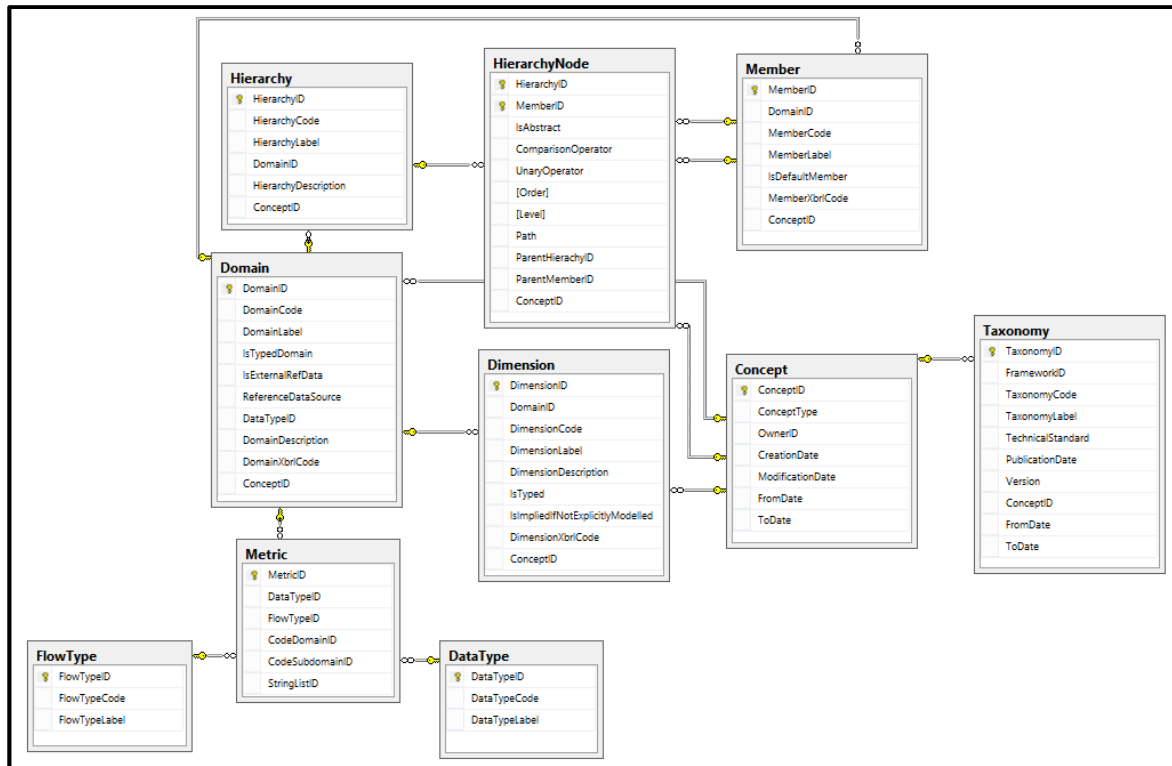 Hierarchy
HierarchyID
HierarchyCode
HierarchyLabel
DomainID
HierarchyDescription
ConceptID
HierarchyNode
HierarchyID
MemberID
IsAbstract
ComparisonOperator
UnaryOperator
[Order]
[Level]
Path
ParentHierachyID
ParentMemberID
ConceptID
Member
MemberID
DomainID
MemberCode
MemberLabel
IsDefaultMember
MemberXbrlCode
ConceptID
Domain
DomainID
DomainCode
DomainLabel
IsTypedDomain
IsExternalRefData
ReferenceDataSource
DataTypeID
DomainDescription
DomainXbrlCode
ConceptID
Dimension
DimensionID
DomainID
DimensionCode
DimensionLabel
DimensionDescription
IsTyped
IsImpliedIfNotExplicitlyModelled
DimensionXbrlCode
ConceptID
Concept
ConceptID
ConceptType
OwnerID
CreationDate
ModificationDate
FromDate
ToDate
Taxonomy
TaxonomyID
FrameworkID
TaxonomyCode
TaxonomyLabel
TechnicalStandard
PublicationDate
Version
ConceptID
FromDate
ToDate
Metric
MetricID
DataTypeID
FlowTypeID
CodeDomainID
CodeSubdomainID
StringListID
FlowType
FlowTypeID
FlowTypeCode
FlowTypeLabel
DataType
DataTypeID
DataTypeCode
DataTypeLabel